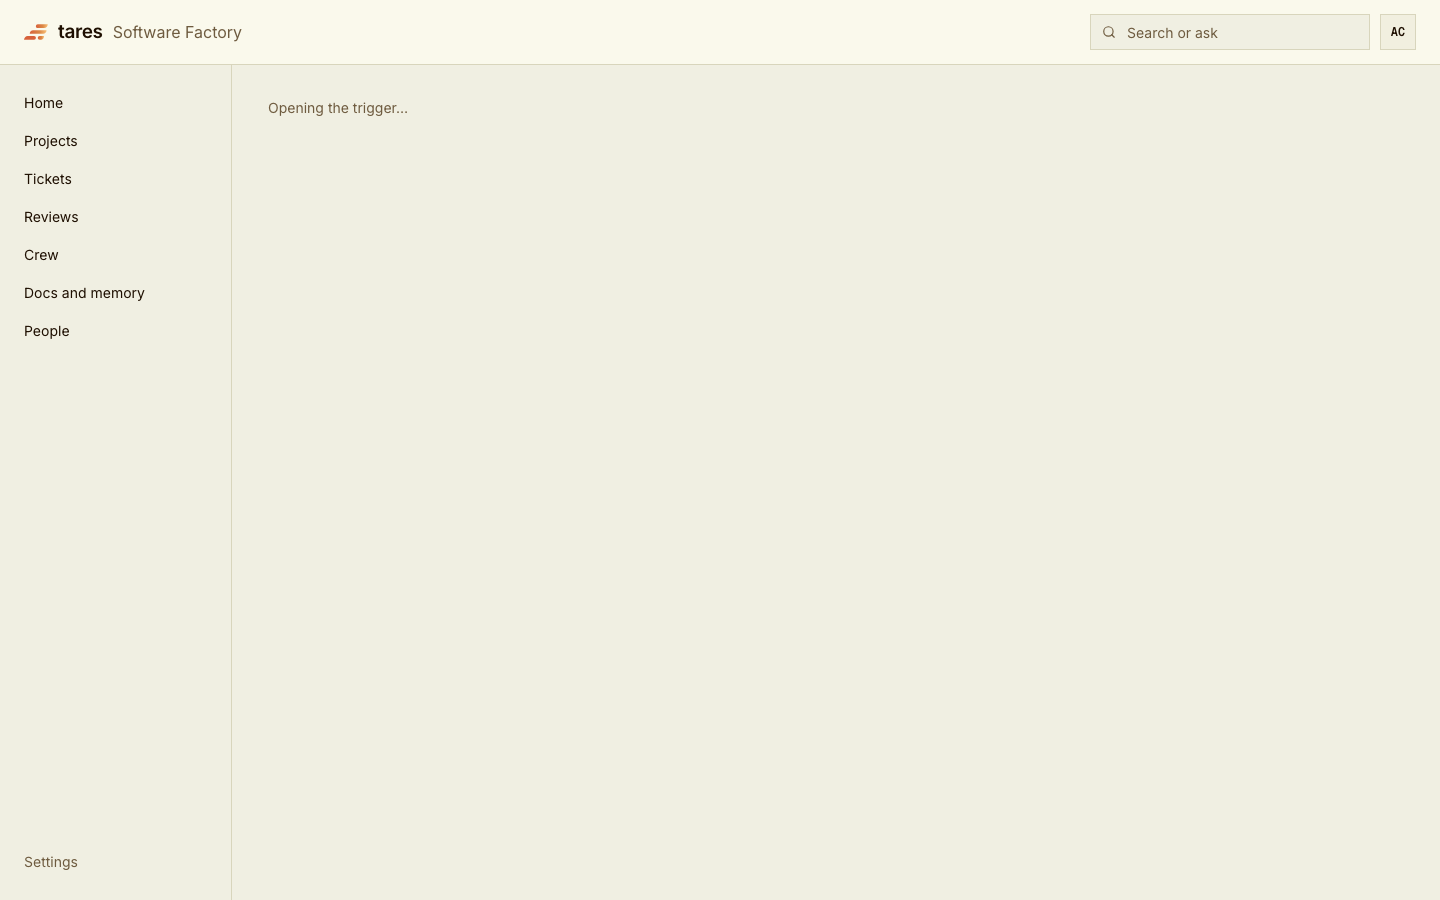 tares Software Factory
Search or ask
AC
Home
Projects
Tickets
Reviews
Crew
Docs and memory
People
Settings
Opening the trigger...